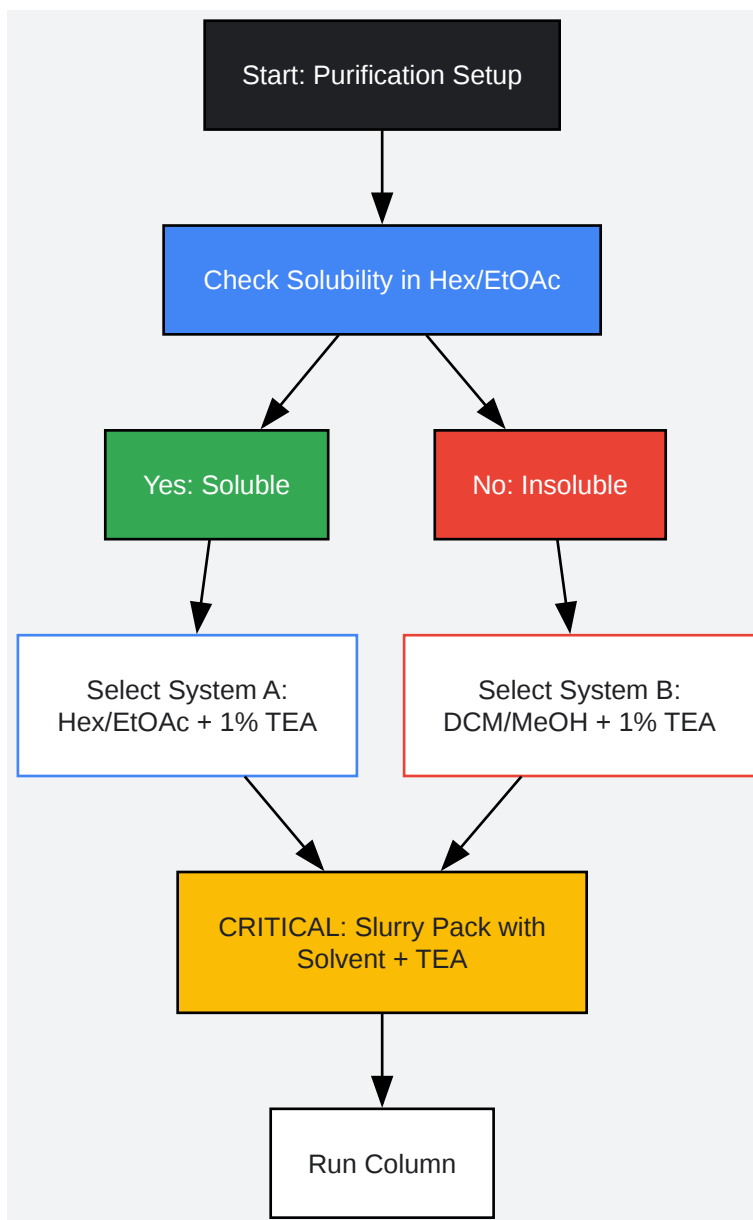 Start: Purification Setup
Check Solubility in Hex/EtOAc
Yes: Soluble
No: Insoluble
Select System A:
Hex/EtOAc + 1% TEA
Select System B:
DCM/MeOH + 1% TEA
CRITICAL: Slurry Pack with
Solvent + TEA
Run Column